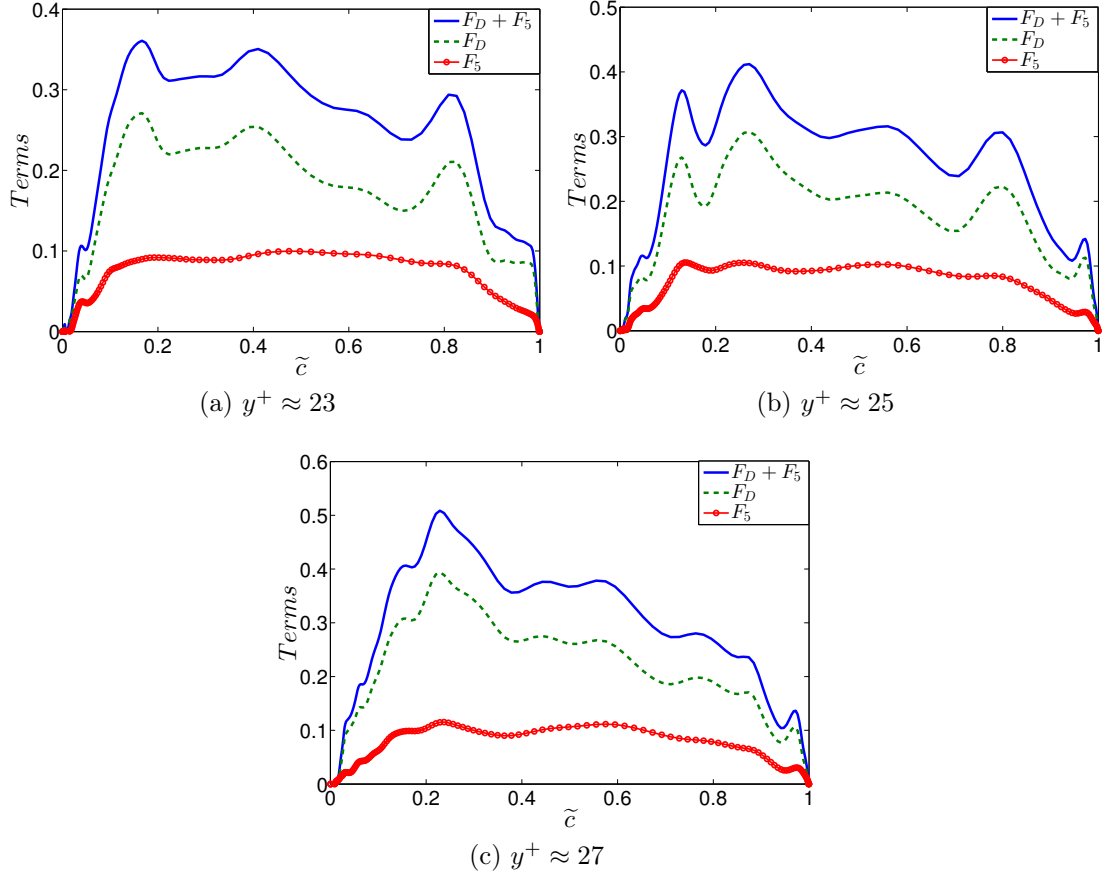 0.4
0.3
0.2
0.1
0
Terms
0 0.2 0.4 0.6 0.8 1
c̃
F_D + F_5
F_D
F_5
(a) y⁺ ≈ 23
0.5
0.4
0.3
0.2
0.1
0
Terms
0 0.2 0.4 0.6 0.8 1
c̃
F_D + F_5
F_D
F_5
(b) y⁺ ≈ 25
0.6
0.5
0.4
0.3
0.2
0.1
0
Terms
0 0.2 0.4 0.6 0.8 1
c̃
F_D + F_5
F_D
F_5
(c) y⁺ ≈ 27